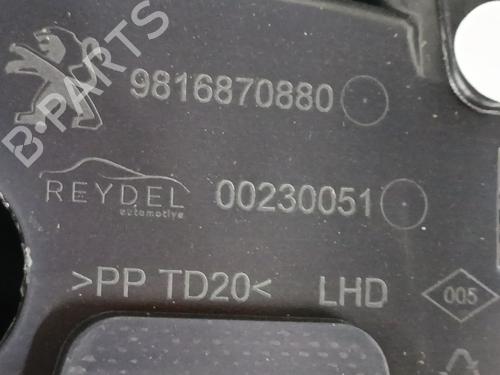 B-PARTS
9816870880
REYDEL
automotive
00230051
>PP TD20<
LHD
005